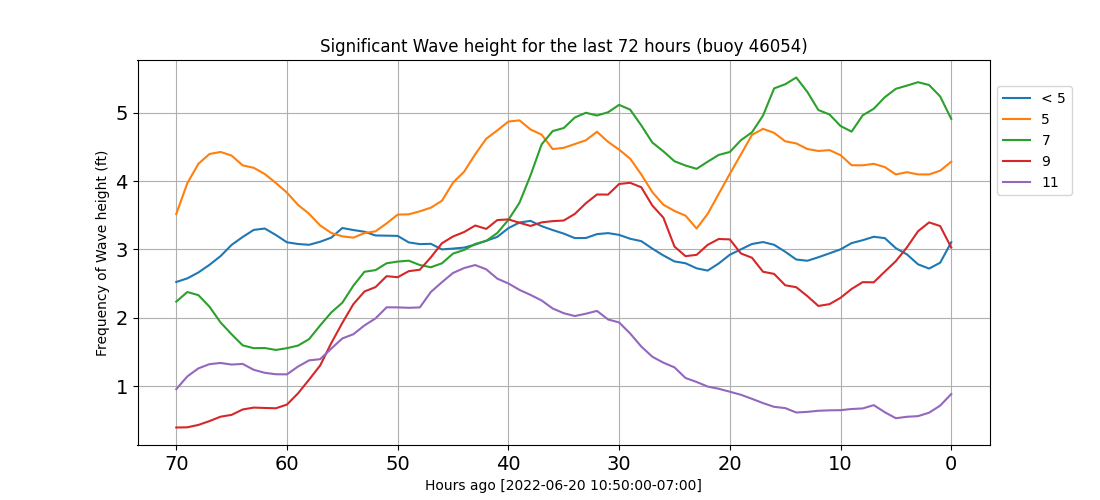 Significant Wave height for the last 72 hours (buoy 46054)
Frequency of Wave height (ft)
5
4
3
2
1
70 60 50 40 30 20 10 0
Hours ago [2022-06-20 10:50:00-07:00]
< 5
5
7
9
11